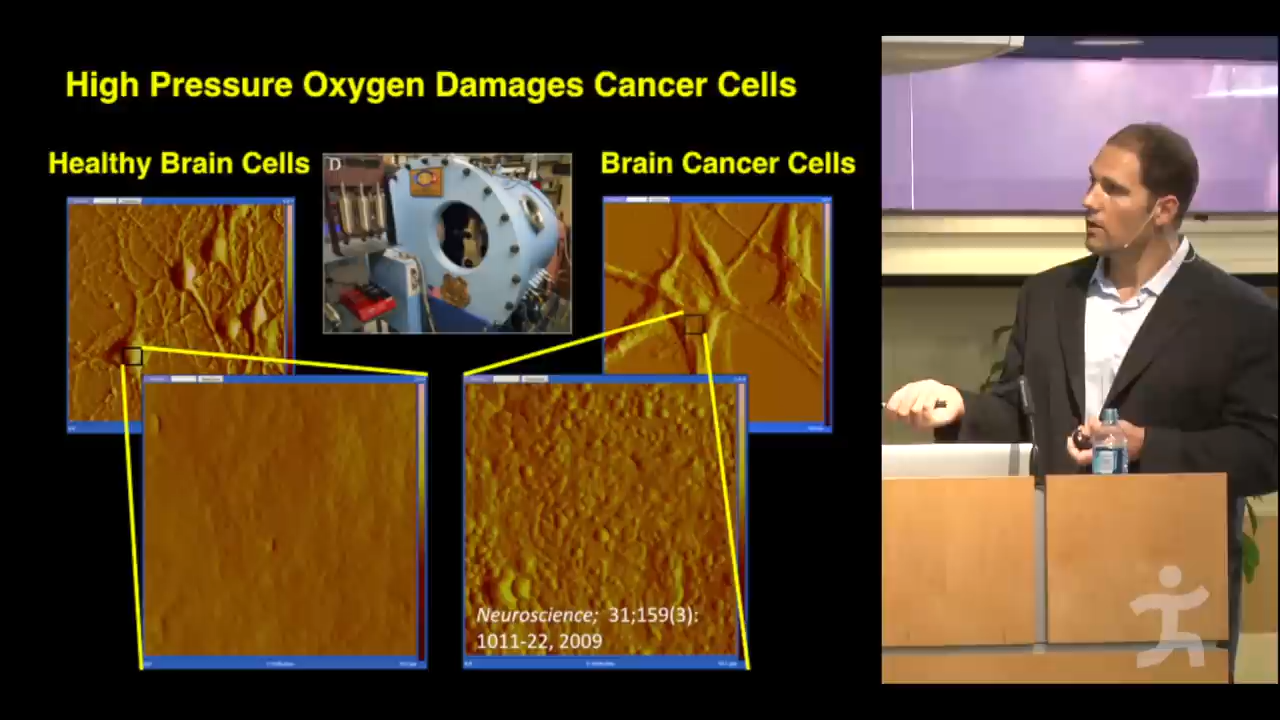 High Pressure Oxygen Damages Cancer Cells
Healthy Brain Cells
D
Brain Cancer Cells
Neuroscience; 31;159(3):
1011-22, 2009